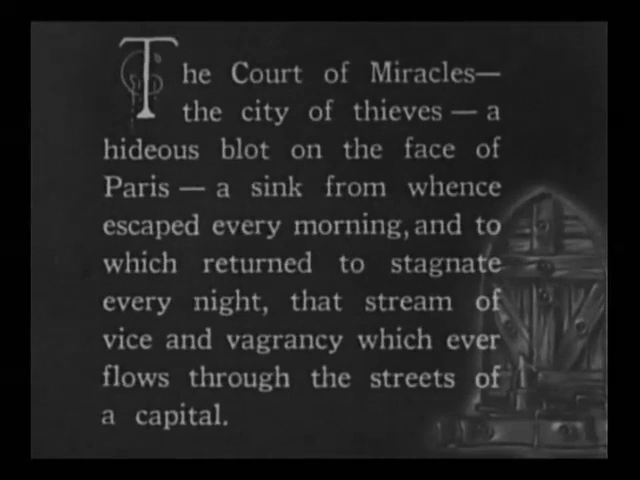 The Court of Miracles—
the city of thieves — a
hideous blot on the face of
Paris — a sink from whence
escaped every morning, and to
which returned to stagnate
every night, that stream of
vice and vagrancy which ever
flows through the streets of
a capital.